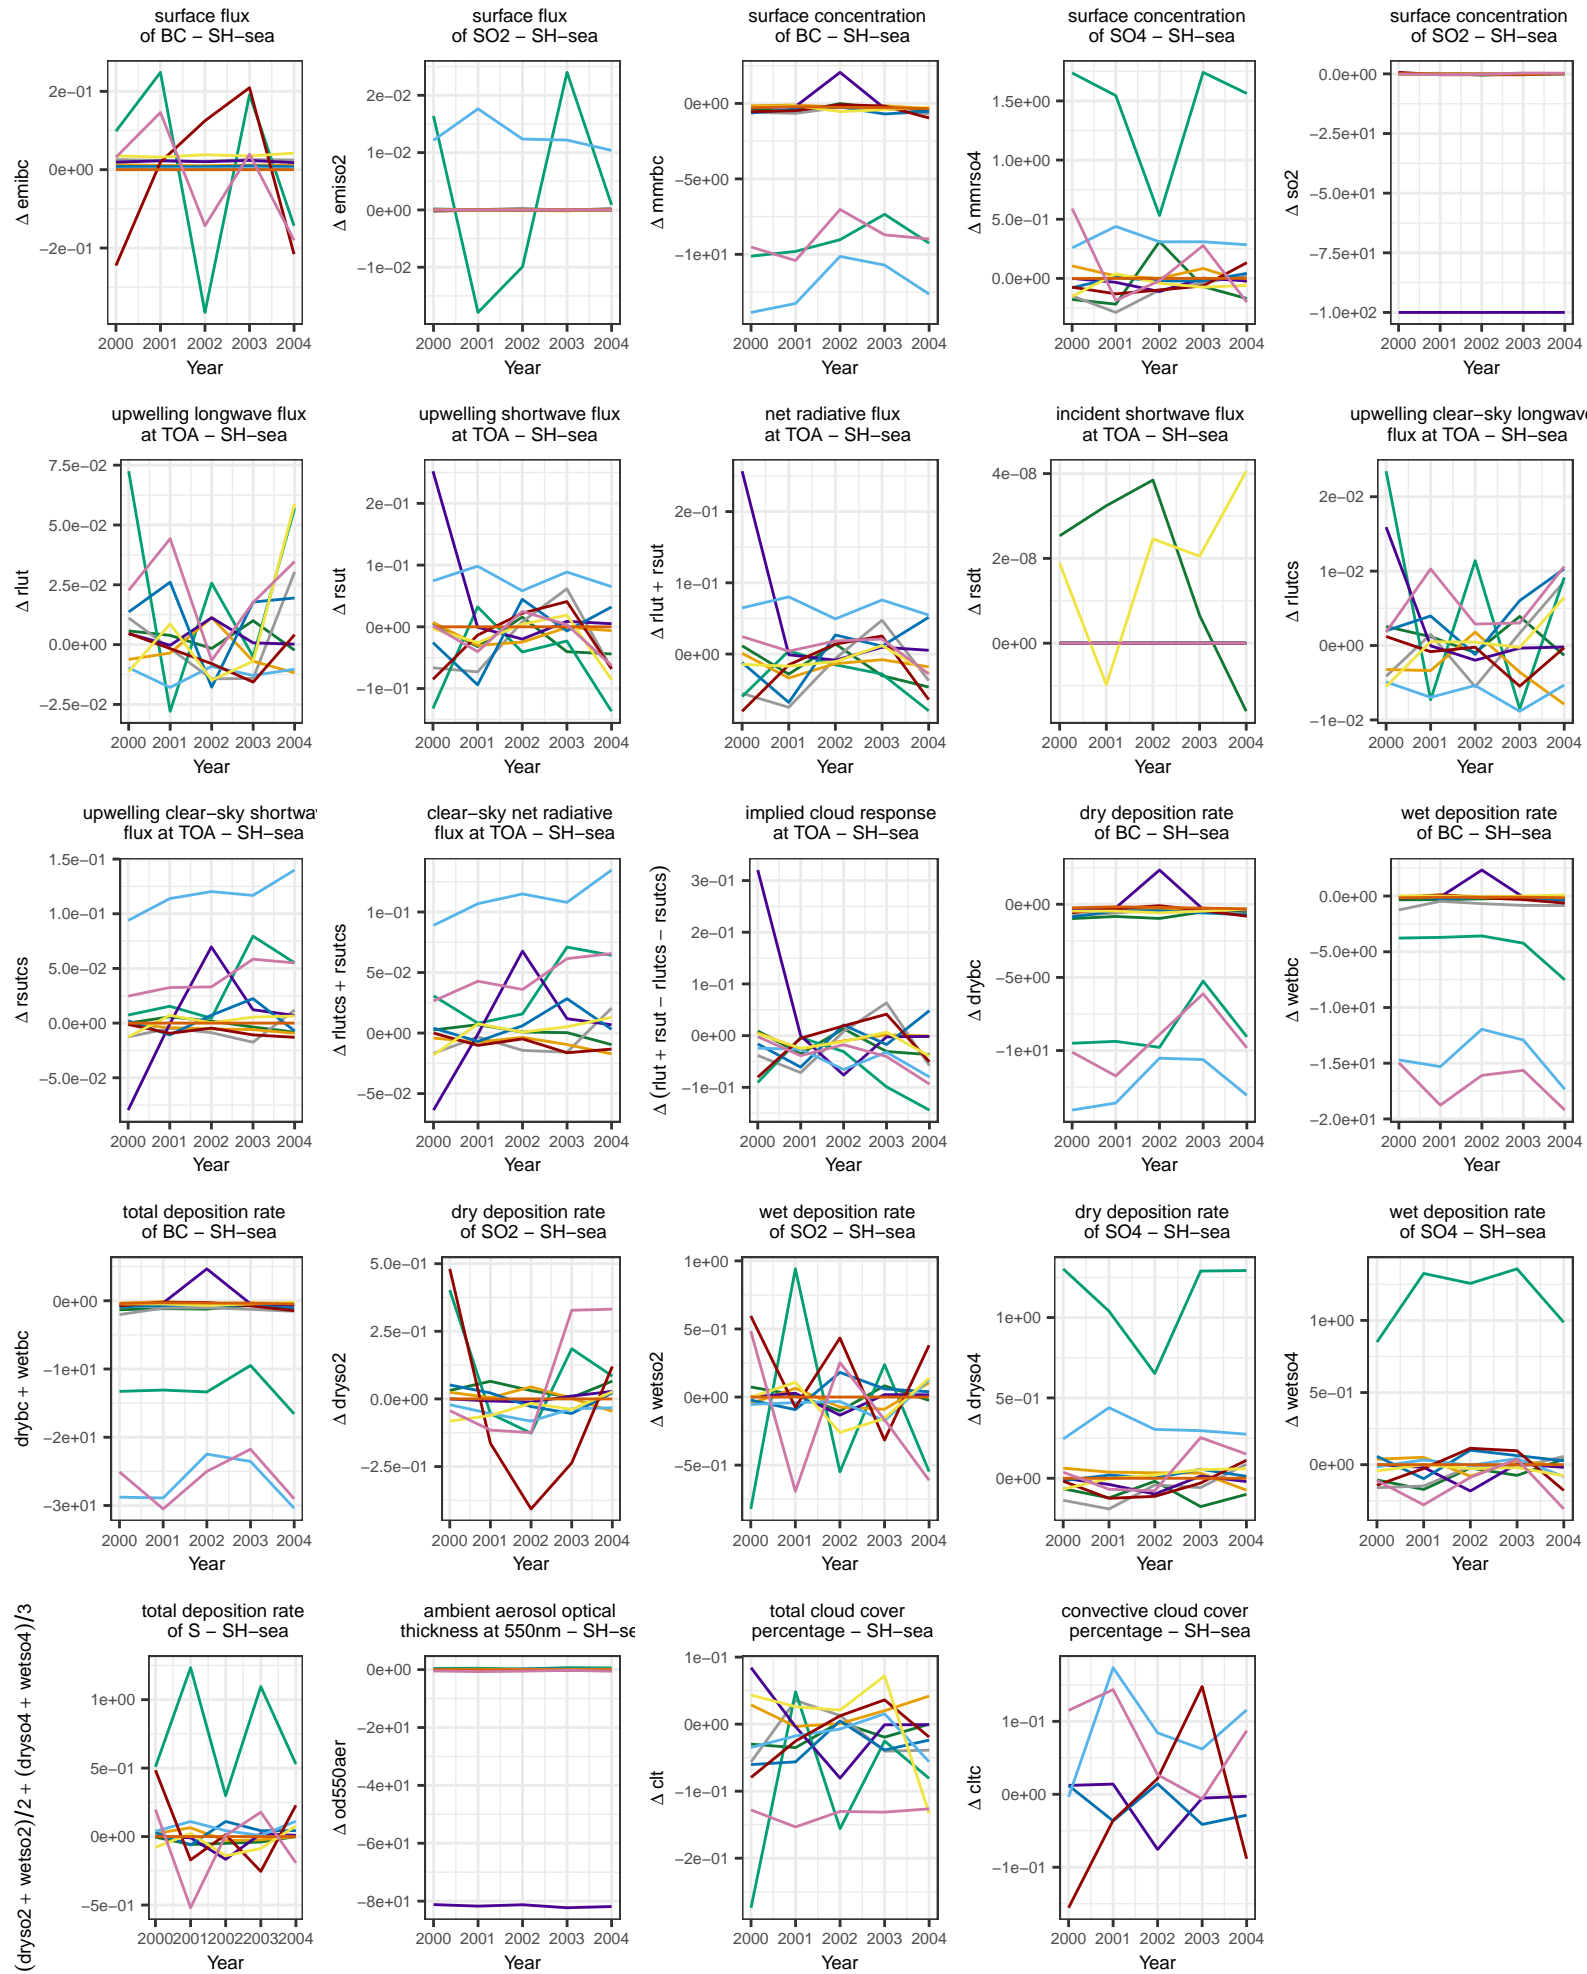 surface flux
of BC − SH−sea
Δ emibc
2e−01
0e+00
−2e−01
2000 2001 2002 2003 2004
Year
surface flux
of SO2 − SH−sea
Δ emiso2
2e−02
1e−02
0e+00
−1e−02
2000 2001 2002 2003 2004
Year
surface concentration
of BC − SH−sea
Δ mmrbc
0e+00
−5e+00
−1e+01
2000 2001 2002 2003 2004
Year
surface concentration
of SO4 − SH−sea
Δ mmrso4
1.5e+00
1.0e+00
5.0e−01
0.0e+00
2000 2001 2002 2003 2004
Year
surface concentration
of SO2 − SH−sea
Δ so2
0.0e+00
−2.5e+01
−5.0e+01
−7.5e+01
−1.0e+02
2000 2001 2002 2003 2004
Year
upwelling longwave flux
at TOA − SH−sea
Δ rlut
7.5e−02
5.0e−02
2.5e−02
0.0e+00
−2.5e−02
2000 2001 2002 2003 2004
Year
upwelling shortwave flux
at TOA − SH−sea
Δ rsut
2e−01
1e−01
0e+00
−1e−01
2000 2001 2002 2003 2004
Year
net radiative flux
at TOA − SH−sea
Δ rlut + rsut
2e−01
1e−01
0e+00
2000 2001 2002 2003 2004
Year
incident shortwave flux
at TOA − SH−sea
Δ rsdt
4e−08
2e−08
0e+00
2000 2001 2002 2003 2004
Year
upwelling clear−sky longwave
flux at TOA − SH−sea
Δ rlutcs
2e−02
1e−02
0e+00
−1e−02
2000 2001 2002 2003 2004
Year
upwelling clear−sky shortwav
flux at TOA − SH−sea
Δ rsutcs
1.5e−01
1.0e−01
5.0e−02
0.0e+00
−5.0e−02
2000 2001 2002 2003 2004
Year
clear−sky net radiative
flux at TOA − SH−sea
Δ rlutcs + rsutcs
1e−01
5e−02
0e+00
−5e−02
2000 2001 2002 2003 2004
Year
implied cloud response
at TOA − SH−sea
Δ (rlut + rsut − rlutcs − rsutcs)
3e−01
2e−01
1e−01
0e+00
−1e−01
2000 2001 2002 2003 2004
Year
dry deposition rate
of BC − SH−sea
Δ drybc
0e+00
−5e+00
−1e+01
2000 2001 2002 2003 2004
Year
wet deposition rate
of BC − SH−sea
Δ wetbc
0.0e+00
−5.0e+00
−1.0e+01
−1.5e+01
−2.0e+01
2000 2001 2002 2003 2004
Year
total deposition rate
of BC − SH−sea
drybc + wetbc
0e+00
−1e+01
−2e+01
−3e+01
2000 2001 2002 2003 2004
Year
dry deposition rate
of SO2 − SH−sea
Δ dryso2
5.0e−01
2.5e−01
0.0e+00
−2.5e−01
2000 2001 2002 2003 2004
Year
wet deposition rate
of SO2 − SH−sea
Δ wetso2
1e+00
5e−01
0e+00
−5e−01
2000 2001 2002 2003 2004
Year
dry deposition rate
of SO4 − SH−sea
Δ dryso4
1e+00
5e−01
0e+00
2000 2001 2002 2003 2004
Year
wet deposition rate
of SO4 − SH−sea
Δ wetso4
1e+00
5e−01
0e+00
2000 2001 2002 2003 2004
Year
total deposition rate
of S − SH−sea
(dryso2 + wetso2)/2 + (dryso4 + wetso4)/3
1e+00
5e−01
0e+00
−5e−01
2000 2001 2002 2003 2004
Year
ambient aerosol optical
thickness at 550nm − SH−se
Δ od550aer
0e+00
−2e+01
−4e+01
−6e+01
−8e+01
2000 2001 2002 2003 2004
Year
total cloud cover
percentage − SH−sea
Δ clt
1e−01
0e+00
−1e−01
−2e−01
2000 2001 2002 2003 2004
Year
convective cloud cover
percentage − SH−sea
Δ cltc
1e−01
0e+00
−1e−01
2000 2001 2002 2003 2004
Year